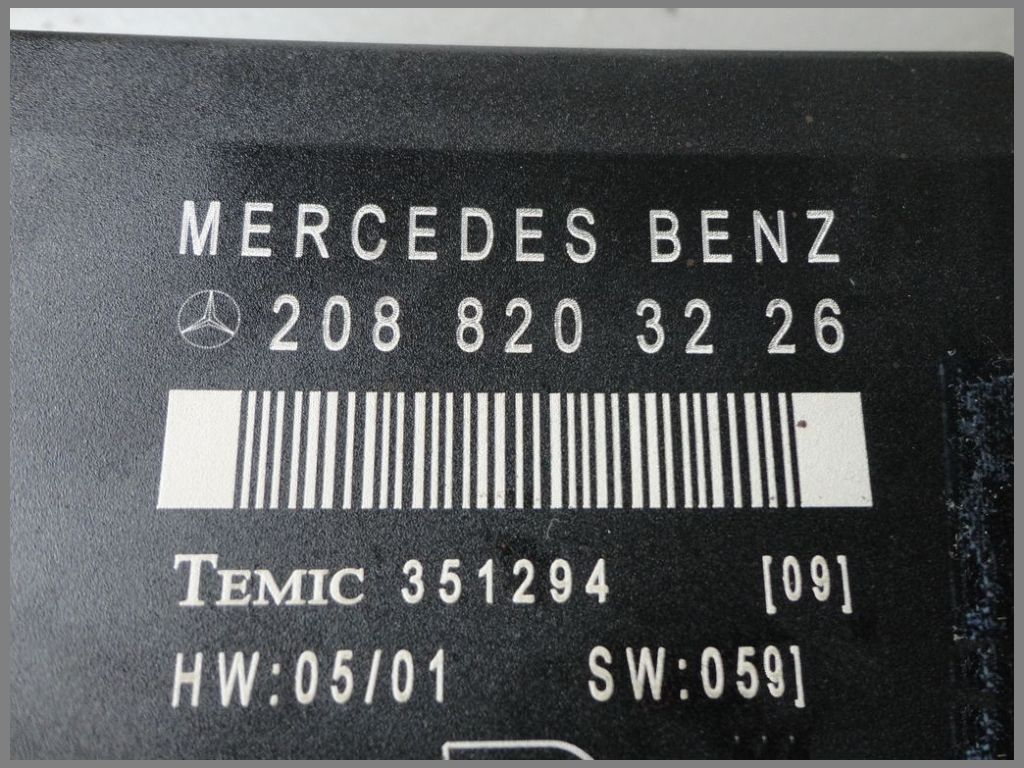 MERCEDES BENZ
208 820 32 26
TEMIC 351294 [09]
HW:05/01 SW:059]